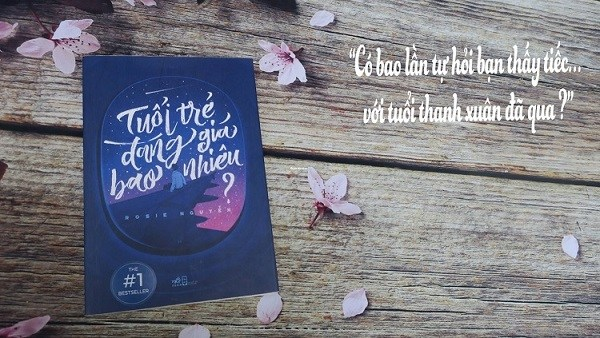 “Có bao lần tự hỏi bạn thấy tiếc...
với tuổi thanh xuân đã qua ?”
Tuổi trẻ
đáng giá
bao nhiêu
?
ROSIE NGUYỄN
THE
#1
BESTSELLER